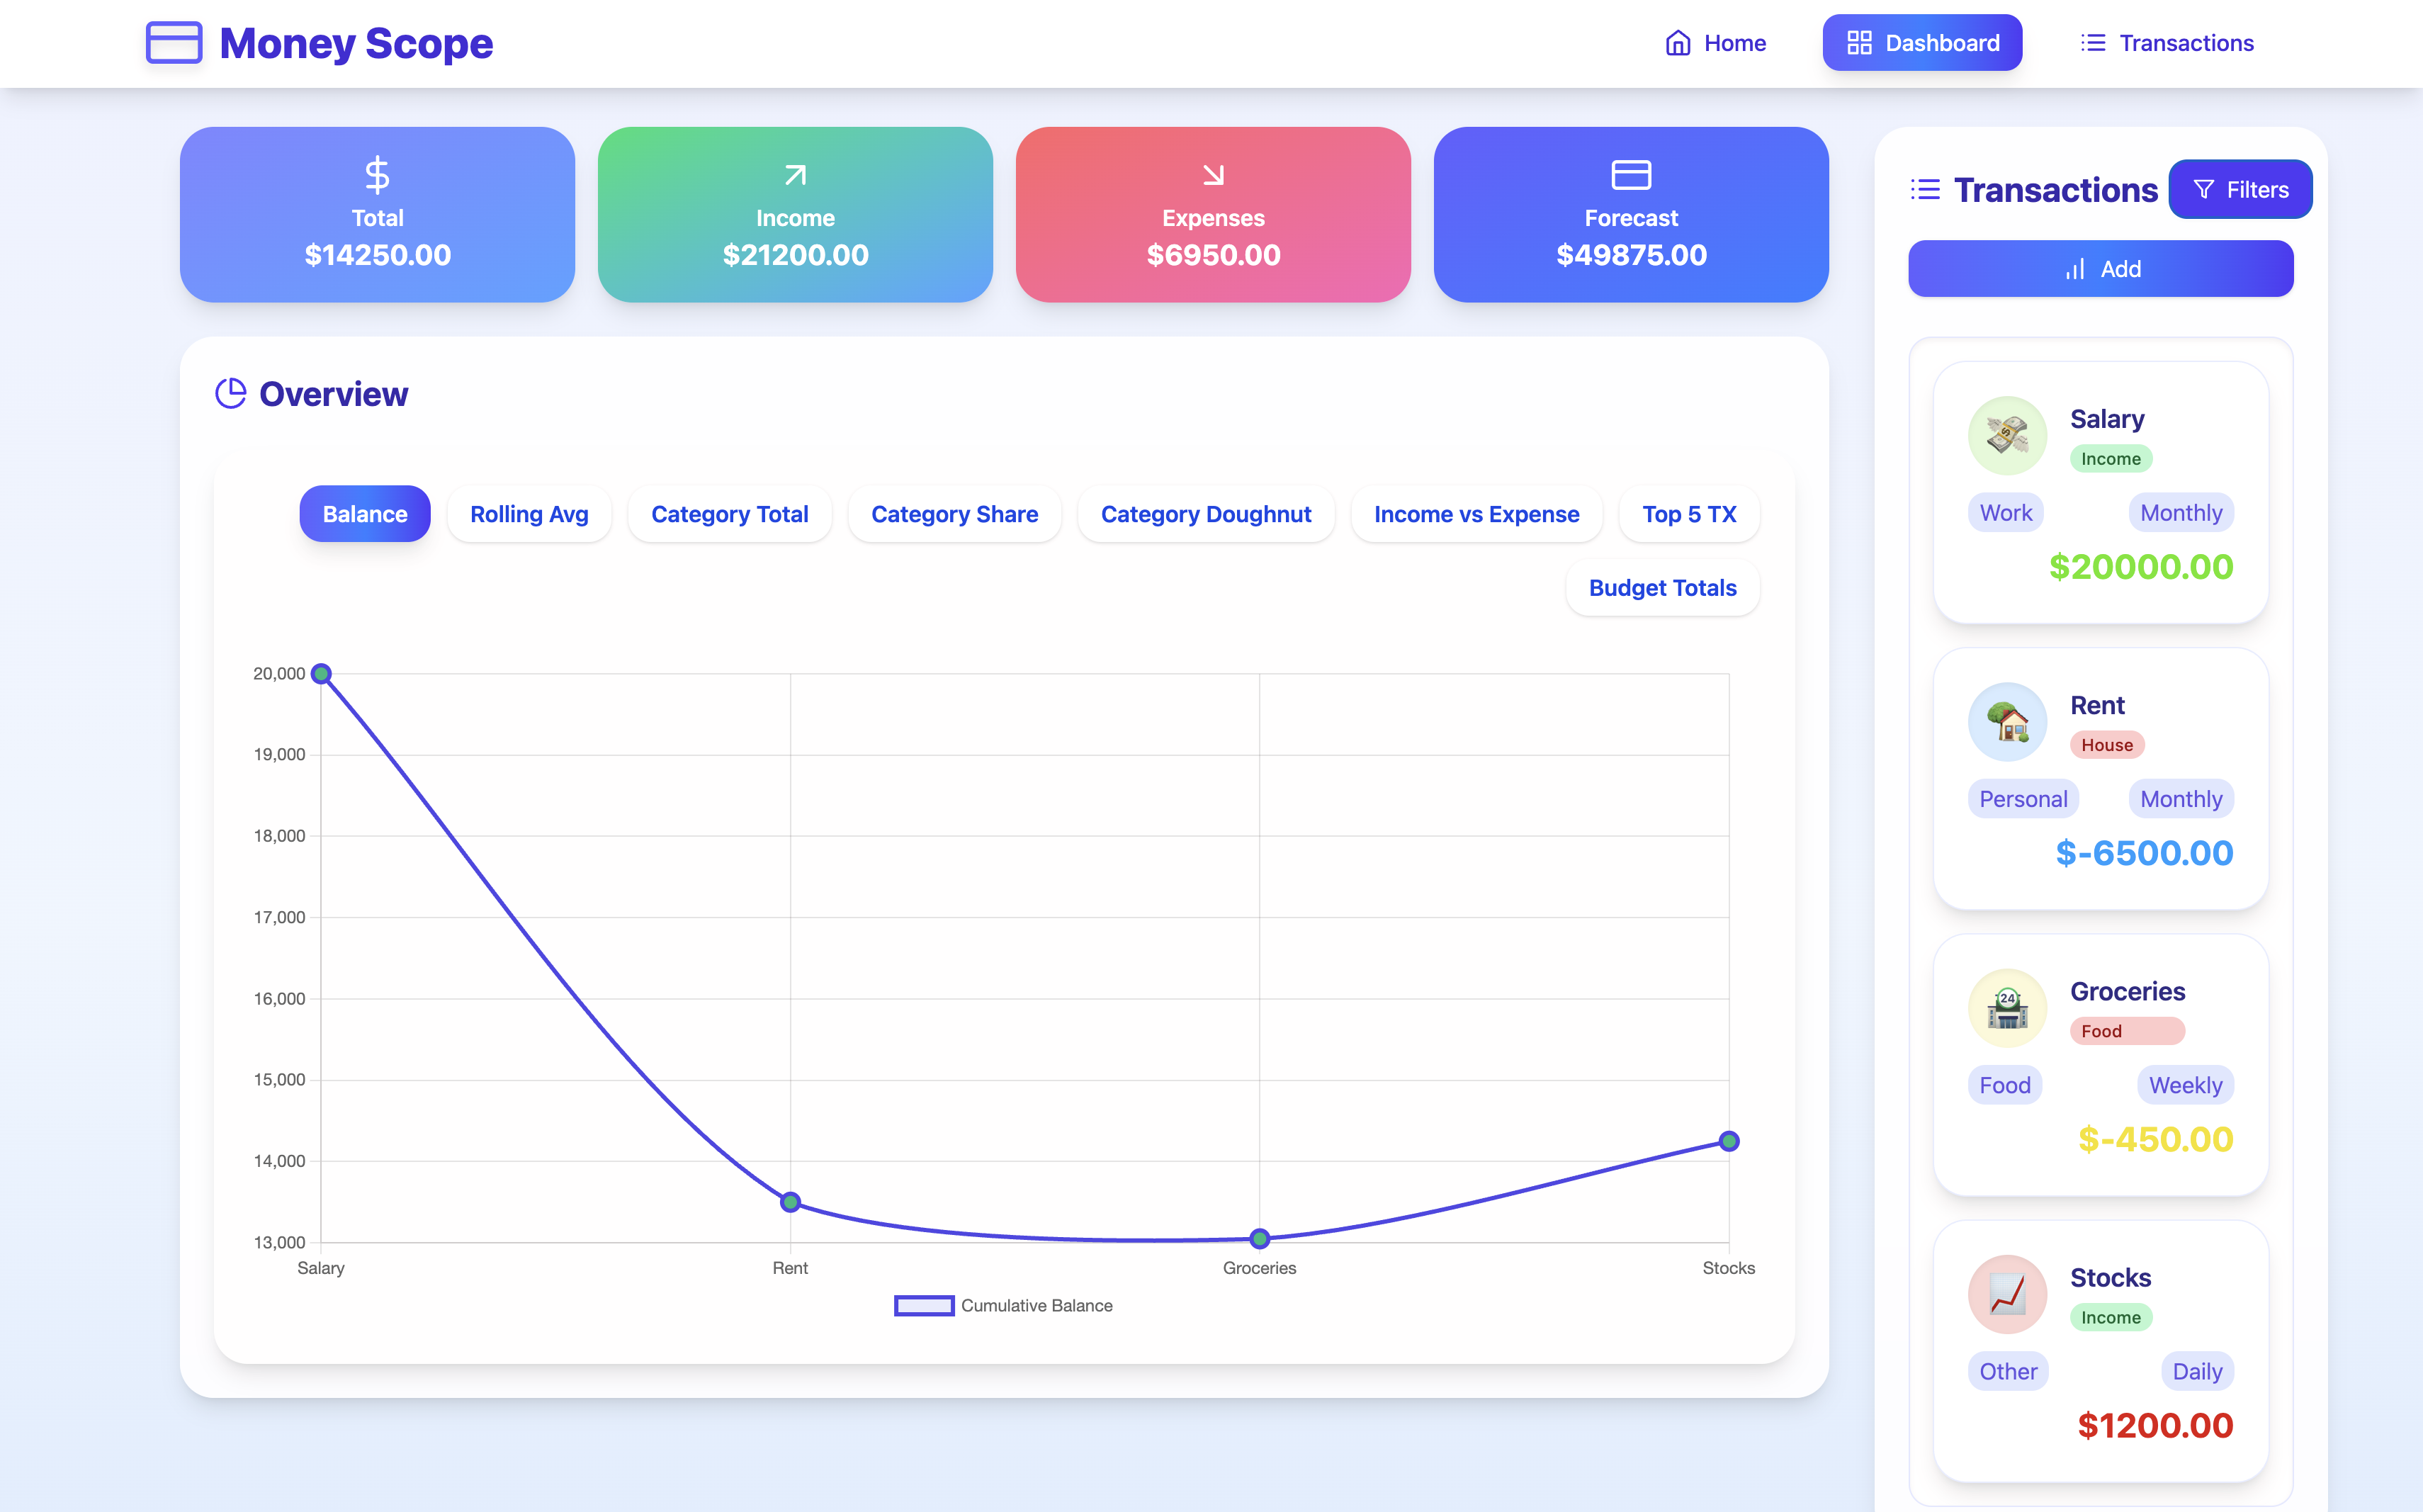 Money Scope
Home
Dashboard
Transactions
Total
$14250.00
Income
$21200.00
Expenses
$6950.00
Forecast
$49875.00
Overview
Balance
Rolling Avg
Category Total
Category Share
Category Doughnut
Income vs Expense
Top 5 TX
Budget Totals
20,000
19,000
18,000
17,000
16,000
15,000
14,000
13,000
Salary
Rent
Groceries
Stocks
Cumulative Balance
Transactions
Filters
Add
Salary
Income
Work
Monthly
$20000.00
Rent
House
Personal
Monthly
$-6500.00
24
Groceries
Food
Food
Weekly
$-450.00
Stocks
Income
Other
Daily
$1200.00